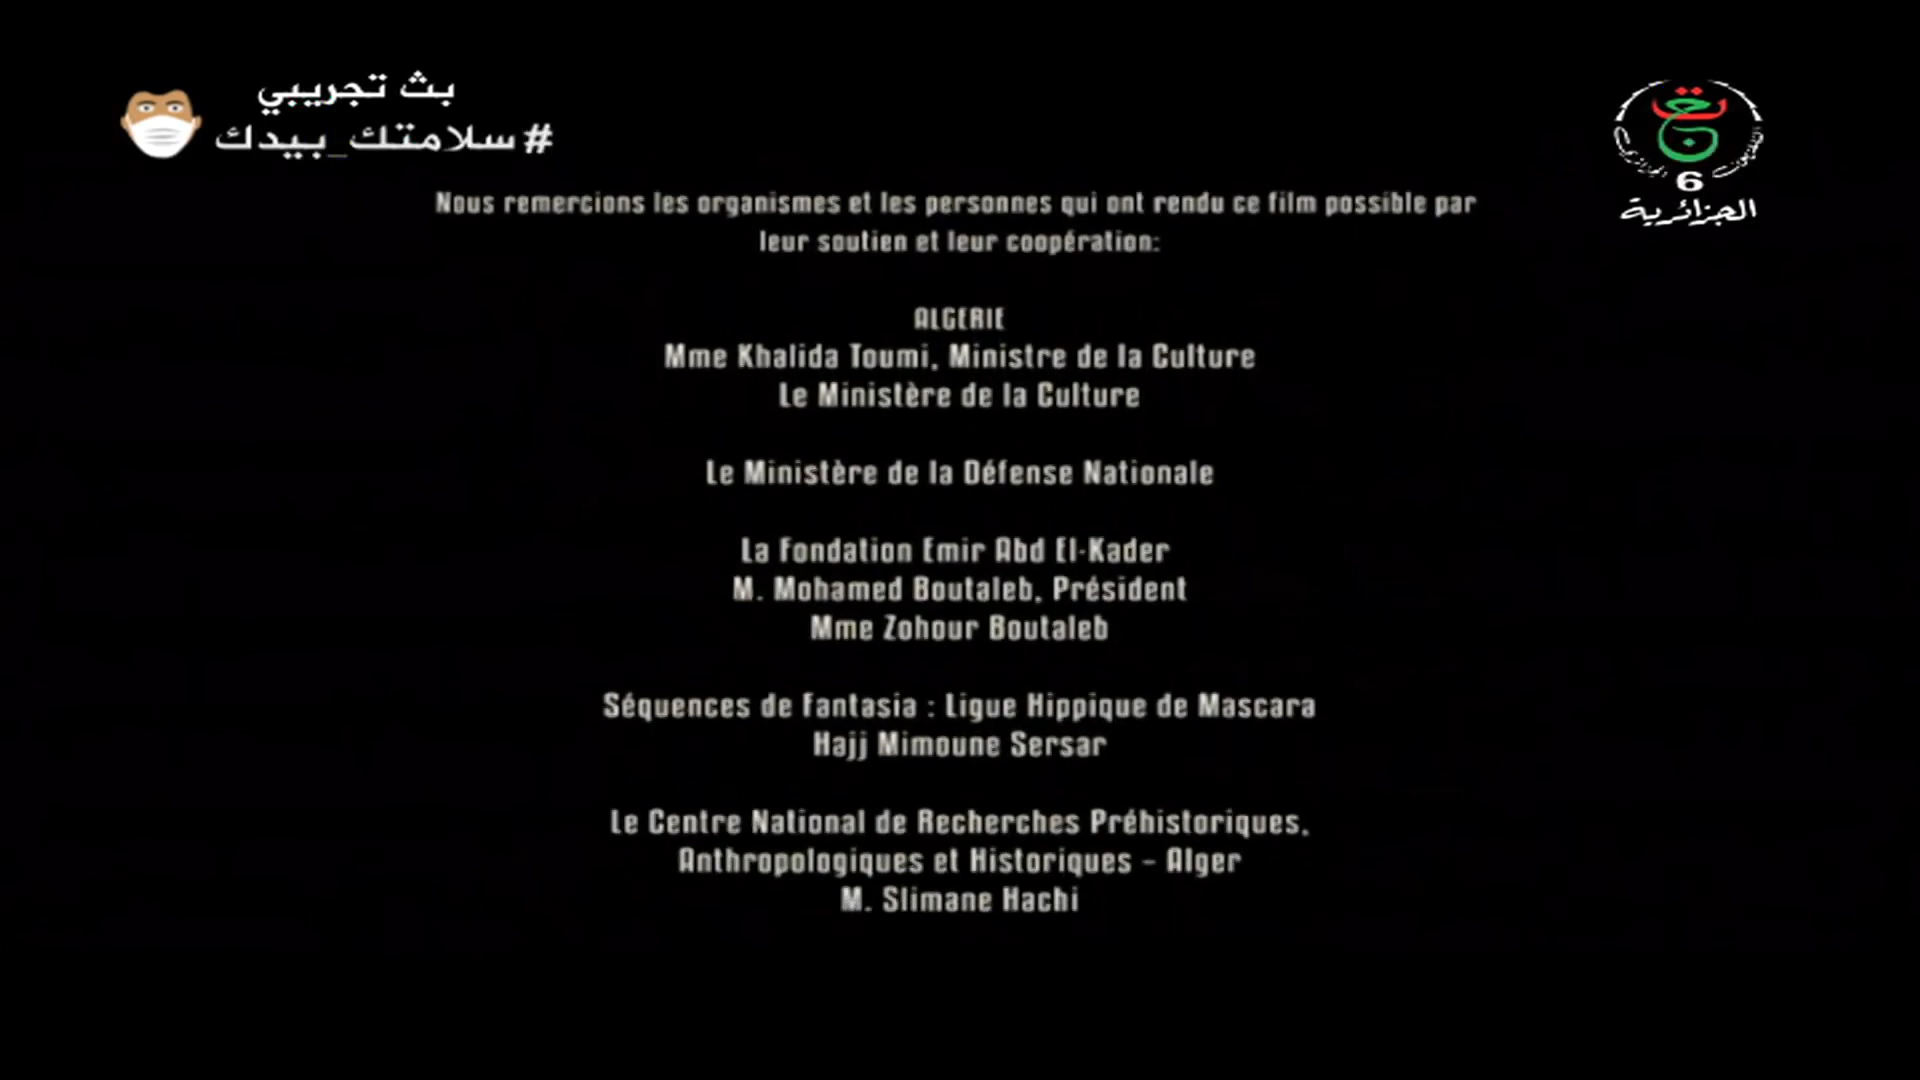 بث تجريبي
#سلامتك_بيدك
6
الجزائرية
Nous remercions les organismes et les personnes qui ont rendu ce film possible par
leur soutien et leur coopération:
ALGERIE
Mme Khalida Toumi, Ministre de la Culture
Le Ministère de la Culture
Le Ministère de la Défense Nationale
La Fondation Emir Abd El-Kader
M. Mohamed Boutaleb, Président
Mme Zohour Boutaleb
Séquences de Fantasia : Ligue Hippique de Mascara
Hajj Mimoune Sersar
Le Centre National de Recherches Préhistoriques,
Anthropologiques et Historiques – Alger
M. Slimane Hachi